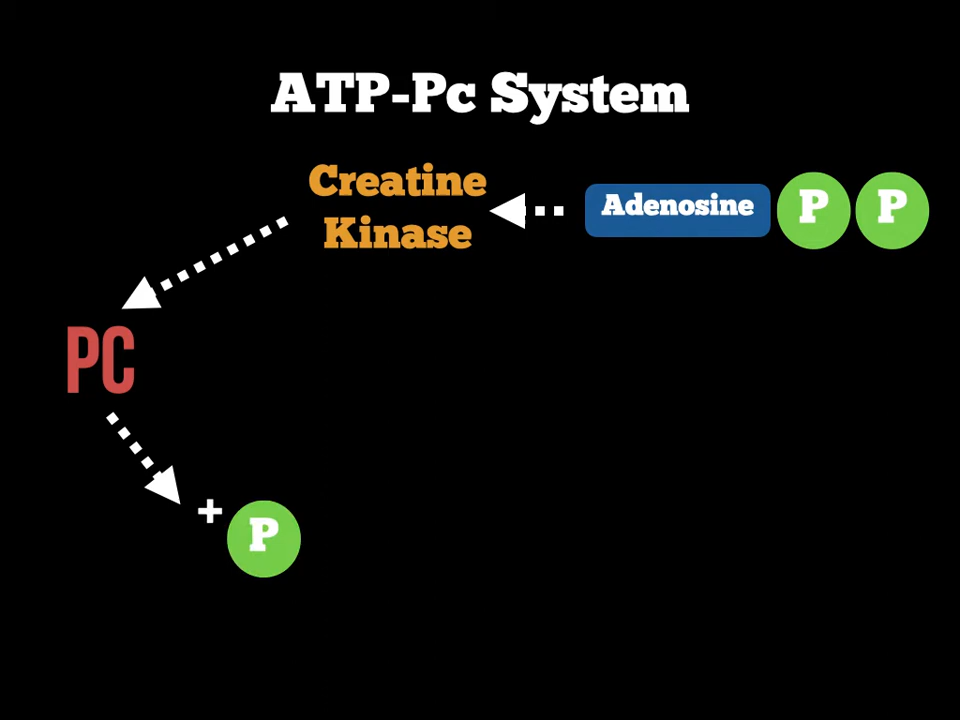 ATP-Pc System
Creatine
Kinase
Adenosine P P
PC
+ P